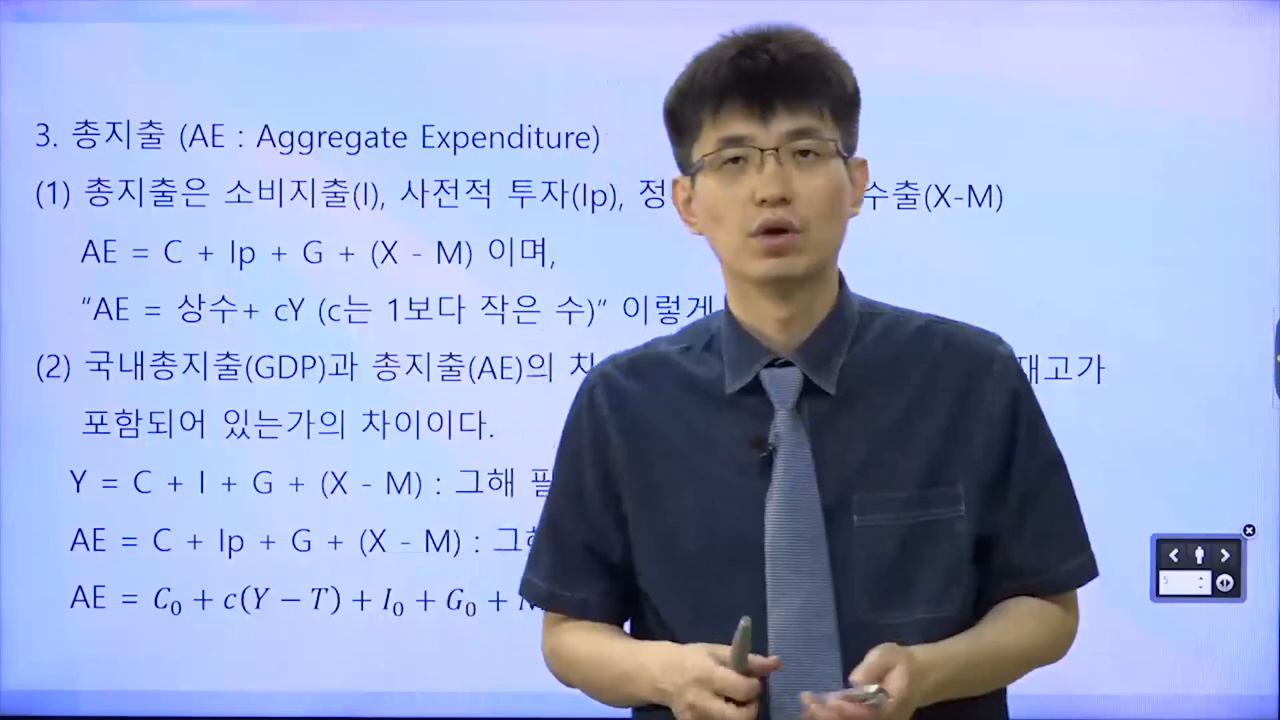 3. 총지출 (AE : Aggregate Expenditure)
(1) 총지출은 소비지출(I), 사전적 투자(Ip), 수출(X-M)
AE = C + Ip + G + (X - M) 이며,
“AE = 상수+ cY (c는 1보다 작은 수)” 이렇게
(2) 국내총지출(GDP)과 총지출(AE)의 재고가
포함되어 있는가의 차이이다.
Y = C + I + G + (X - M) : 그해
AE = C + Ip + G + (X - M) :
AE = C₀ + c(Y − T) + I₀ + G₀ +
5